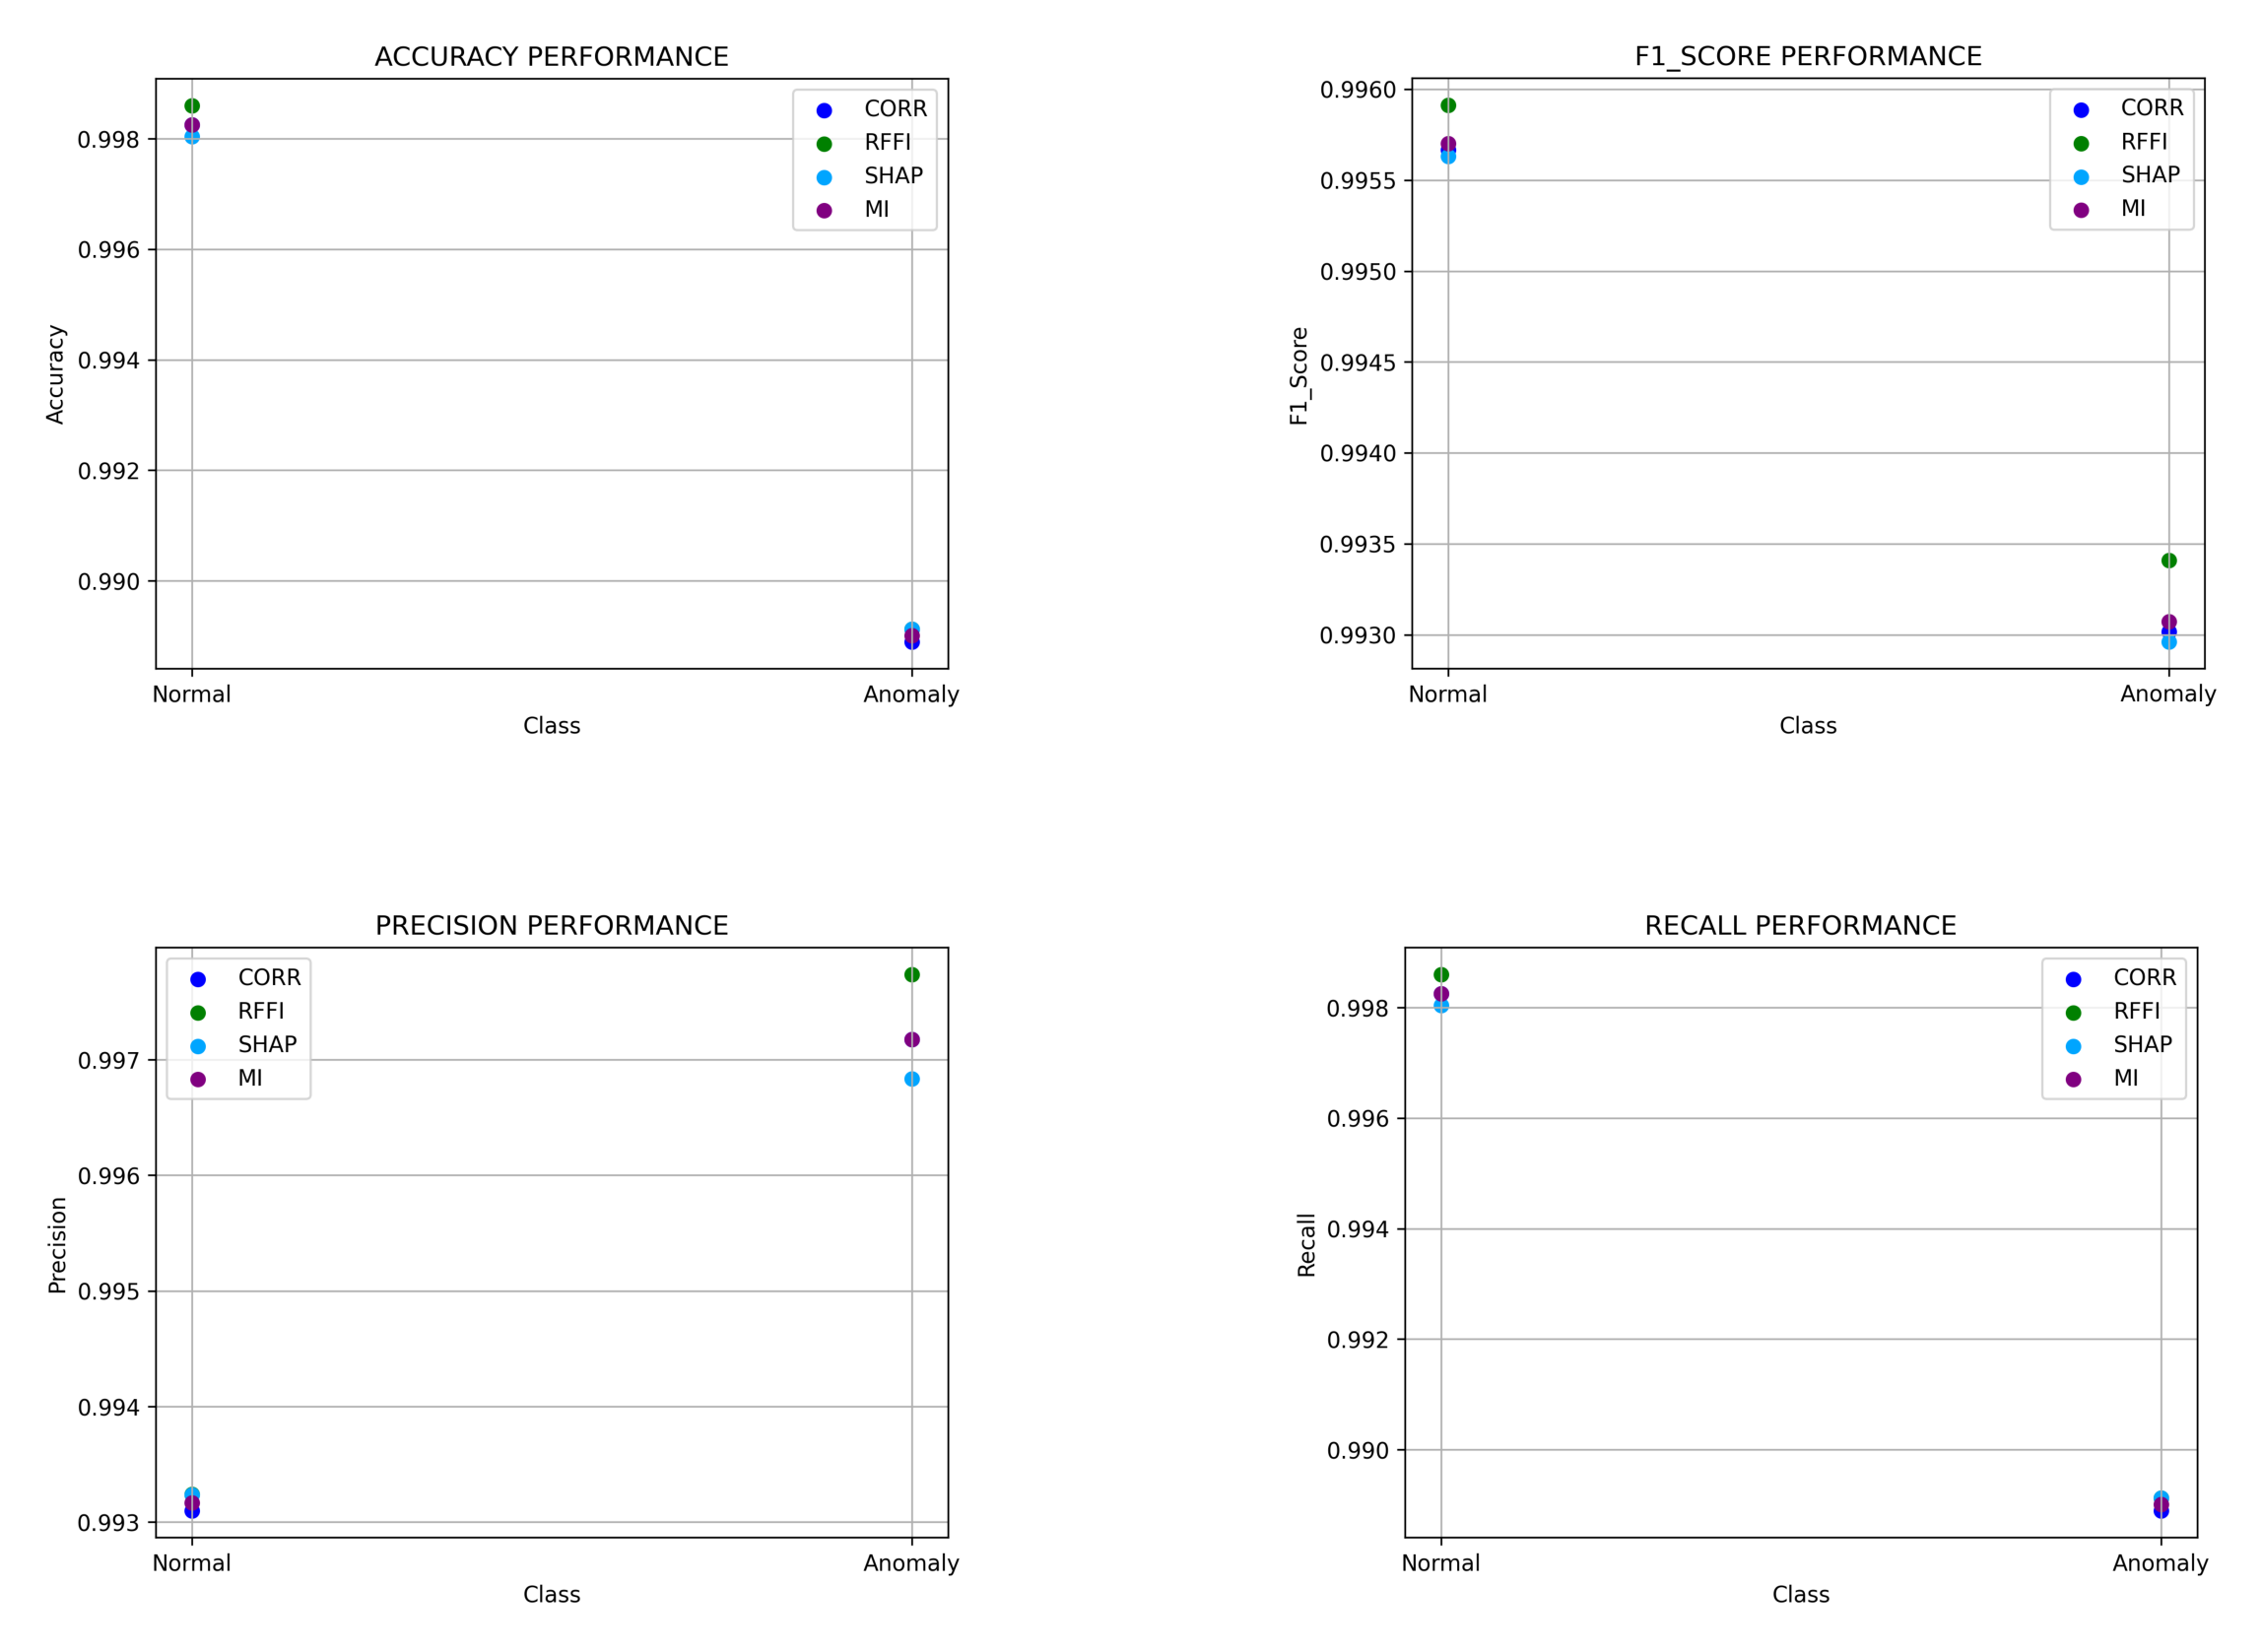 ACCURACY PERFORMANCE
Accuracy
0.998
0.996
0.994
0.992
0.990
CORR
RFFI
SHAP
MI
Normal
Anomaly
Class
F1_SCORE PERFORMANCE
F1_Score
0.9960
0.9955
0.9950
0.9945
0.9940
0.9935
0.9930
CORR
RFFI
SHAP
MI
Normal
Anomaly
Class
PRECISION PERFORMANCE
Precision
0.997
0.996
0.995
0.994
0.993
CORR
RFFI
SHAP
MI
Normal
Anomaly
Class
RECALL PERFORMANCE
Recall
0.998
0.996
0.994
0.992
0.990
CORR
RFFI
SHAP
MI
Normal
Anomaly
Class